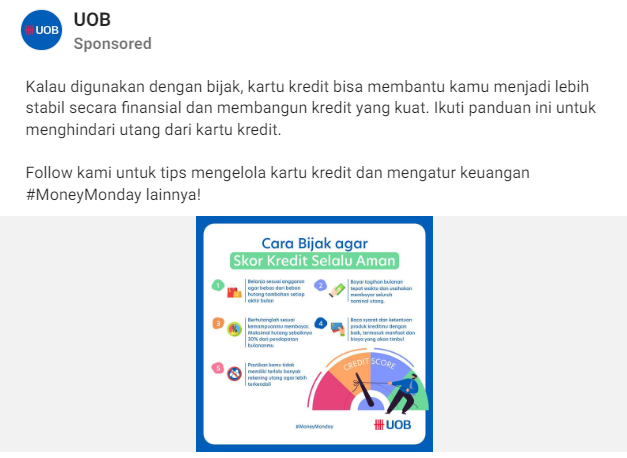 UOB
UOB
Sponsored
Kalau digunakan dengan bijak, kartu kredit bisa membantu kamu menjadi lebih
stabil secara finansial dan membangun kredit yang kuat. Ikuti panduan ini untuk
menghindari utang dari kartu kredit.
Follow kami untuk tips mengelola kartu kredit dan mengatur keuangan
#MoneyMonday lainnya!
Cara Bijak agar
Skor Kredit Selalu Aman
1
Belanja sesuai anggaran
agar bebas dari beban
hutang tambahan setiap
akhir bulan
2
Bayar tagihan bulanan
tepat waktu dan usahakan
membayar seluruh
nominal utang.
3
Berhutanglah sesuai
kemampuanmu membayar.
Maksimal hutang sebaiknya
30% dari pendapatan
bulananmu
4
Baca syarat dan ketentuan
produk kreditmu dengan
baik, termasuk manfaat dan
biaya yang akan timbul
5
Pastikan kamu tidak
memiliki terlalu banyak
rekening utang agar lebih
terkendali
CREDIT SCORE
#MoneyMonday
UOB